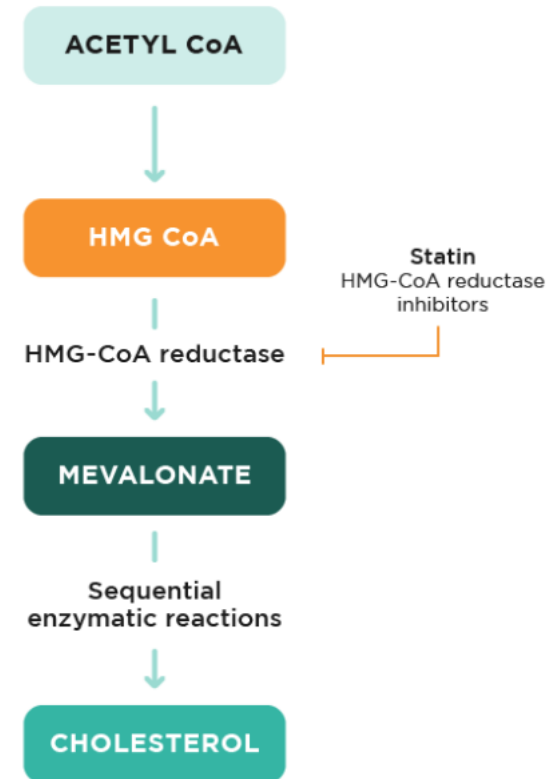 ACETYL CoA
HMG CoA
Statin
HMG-CoA reductase
inhibitors
HMG-CoA reductase
MEVALONATE
Sequential
enzymatic reactions
CHOLESTEROL